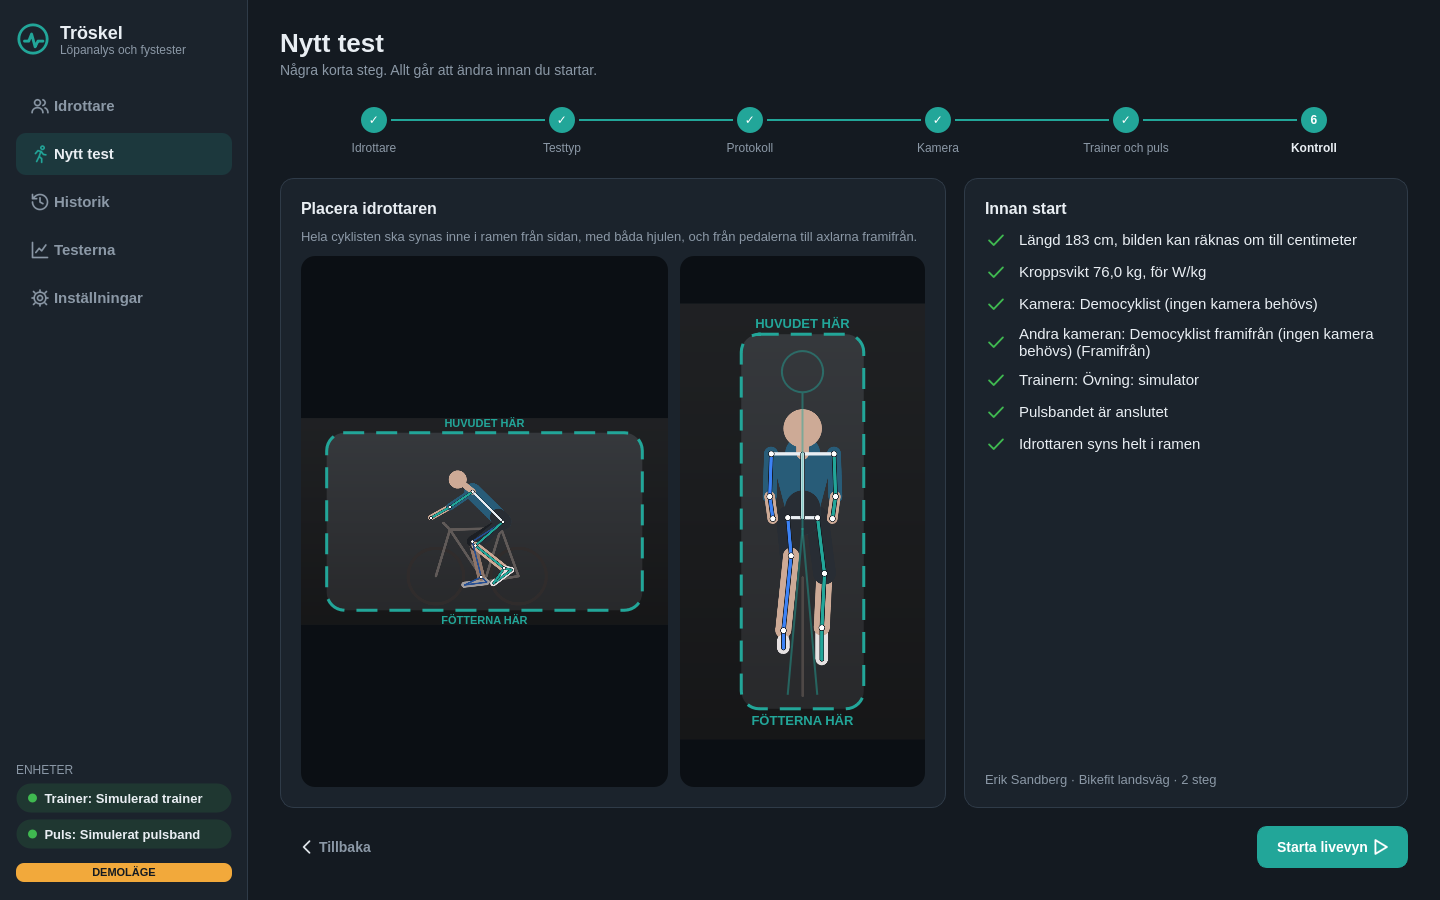 Tröskel
Löpanalys och fystester
Idrottare
Nytt test
Historik
Testerna
Inställningar
ENHETER
Trainer: Simulerad trainer
Puls: Simulerat pulsband
DEMOLÄGE
Nytt test
Några korta steg. Allt går att ändra innan du startar.
✓ ✓ ✓ ✓ ✓ 6
Idrottare Testtyp Protokoll Kamera Trainer och puls Kontroll
Placera idrottaren
Hela cyklisten ska synas inne i ramen från sidan, med båda hjulen, och från pedalerna till axlarna framifrån.
HUVUDET HÄR
FÖTTERNA HÄR
HUVUDET HÄR
FÖTTERNA HÄR
Innan start
Längd 183 cm, bilden kan räknas om till centimeter
Kroppsvikt 76,0 kg, för W/kg
Kamera: Democyklist (ingen kamera behövs)
Andra kameran: Democyklist framifrån (ingen kamera
behövs) (Framifrån)
Trainern: Övning: simulator
Pulsbandet är anslutet
Idrottaren syns helt i ramen
Erik Sandberg · Bikefit landsväg · 2 steg
Tillbaka
Starta livevyn